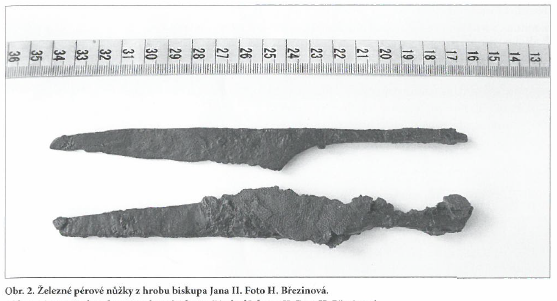 36 35 34 33 32 31 30 29 28 27 26 25 24 23 22 21 20 19 18 17 16 15 14 13
Obr. 2. Železné pérové nůžky z hrobu biskupa Jana II. Foto H. Březinová.